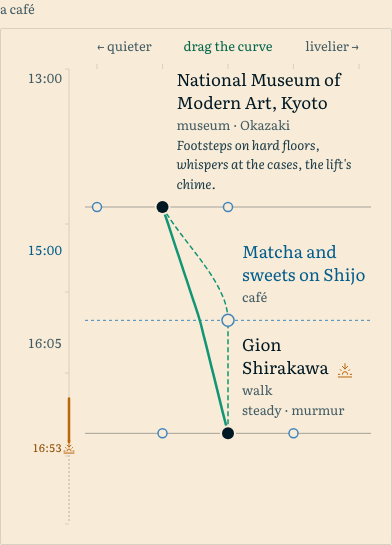 a café
← quieter drag the curve livelier →
13:00
National Museum of
Modern Art, Kyoto
museum · Okazaki
Footsteps on hard floors,
whispers at the cases, the lift's
chime.
15:00
Matcha and
sweets on Shijo
café
16:05
Gion
Shirakawa
walk
steady · murmur
16:53